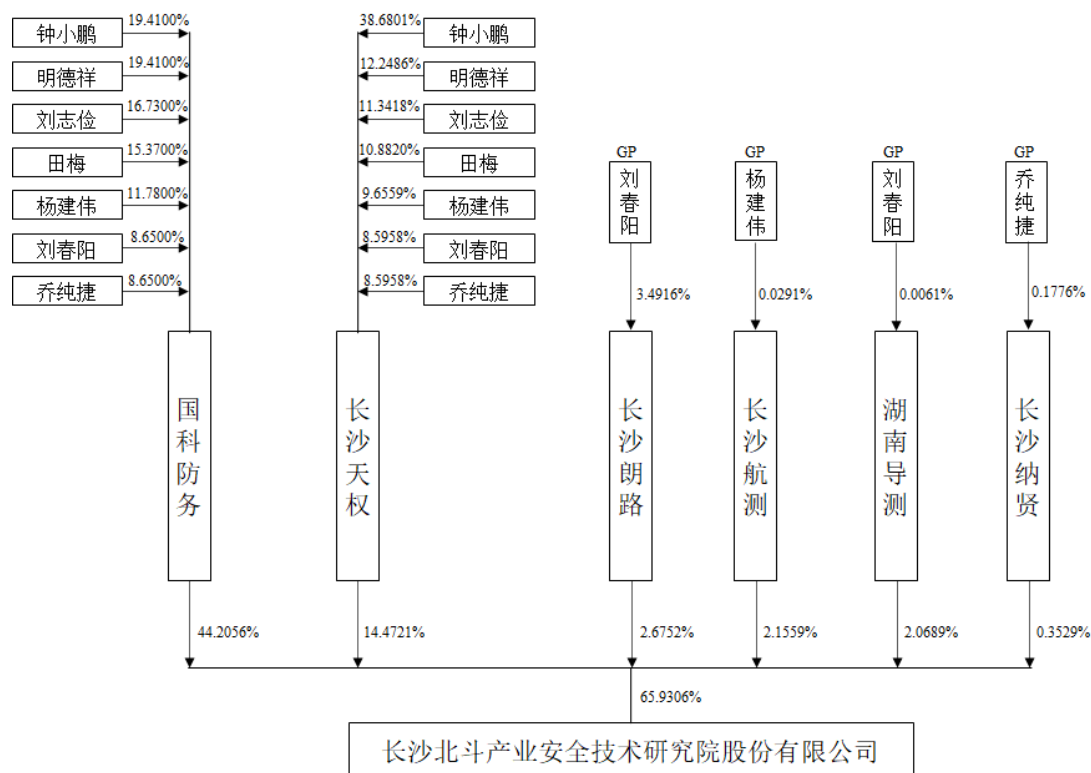 钟小鹏 19.4100% 38.6801% 钟小鹏
明德祥 19.4100% 12.2486% 明德祥
刘志俭 16.7300% 11.3418% 刘志俭
田梅 15.3700% 10.8820% 田梅
杨建伟 11.7800% 9.6559% 杨建伟
刘春阳 8.6500% 8.5958% 刘春阳
乔纯捷 8.6500% 8.5958% 乔纯捷
GP GP GP GP
刘春阳 杨建伟 刘春阳 乔纯捷
3.4916% 0.0291% 0.0061% 0.1776%
国科防务 长沙天权 长沙朗路 长沙航测 湖南导测 长沙纳贤
44.2056% 14.4721% 2.6752% 2.1559% 2.0689% 0.3529%
65.9306%
长沙北斗产业安全技术研究院股份有限公司